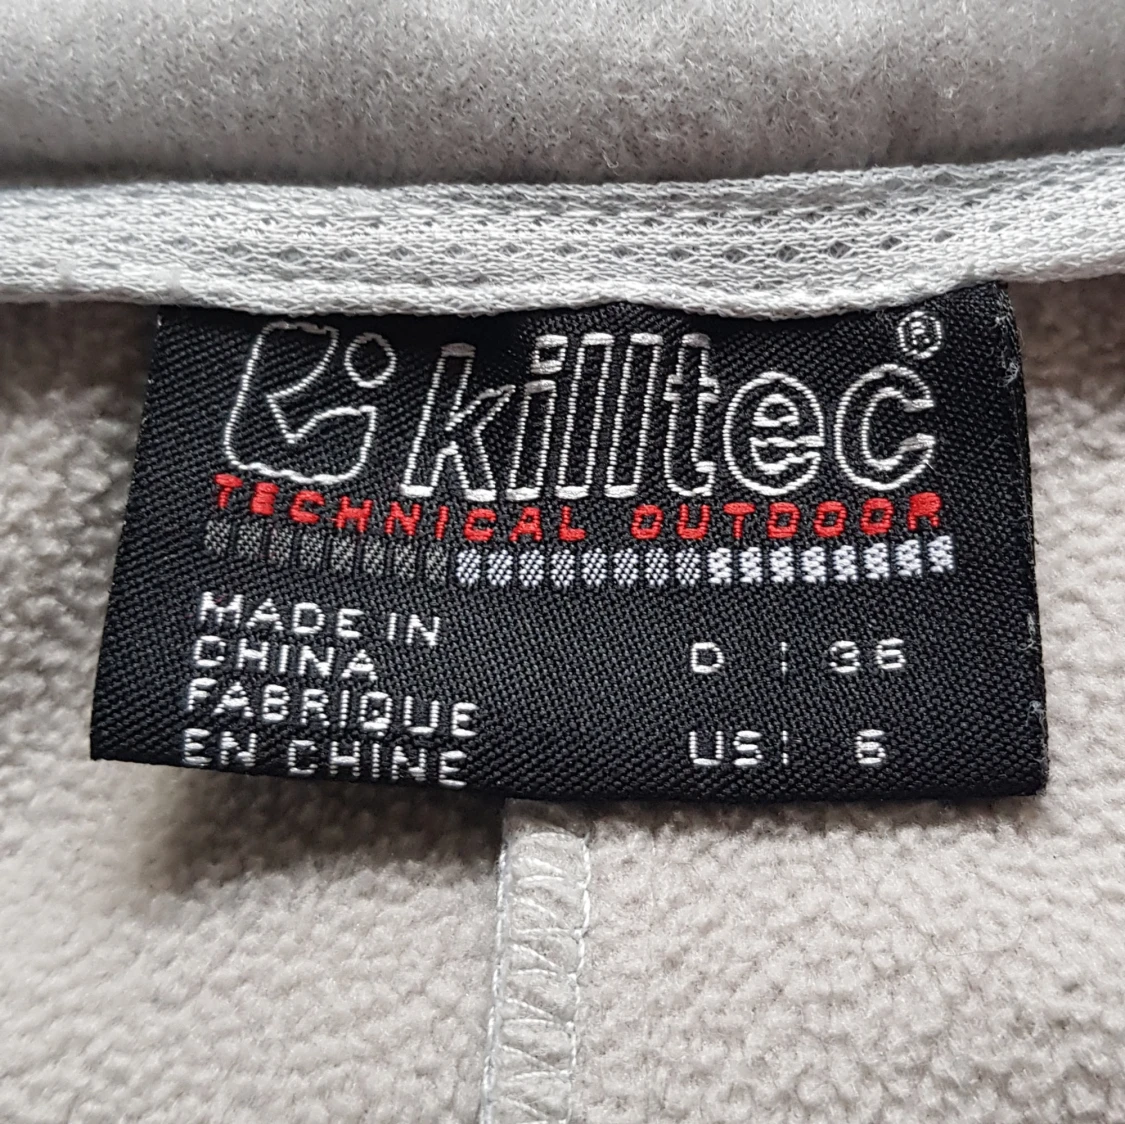 killtec®
TECHNICAL OUTDOOR
MADE IN
CHINA
FABRIQUE
EN CHINE
D : 36
US: 6